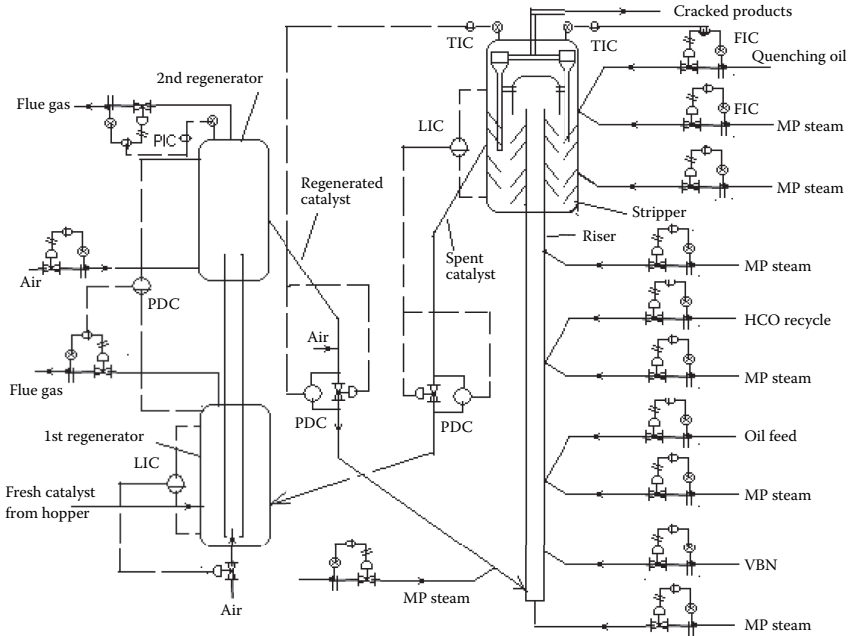 Cracked products
TIC
TIC
FIC
Quenching oil
2nd regenerator
Flue gas
PIC
LIC
FIC
MP steam
Regenerated
catalyst
MP steam
Stripper
Riser
Spent
catalyst
Air
PDC
MP steam
HCO recycle
Air
Flue gas
MP steam
PDC
PDC
1st regenerator
LIC
Oil feed
Fresh catalyst
from hopper
MP steam
VBN
MP steam
Air
MP steam